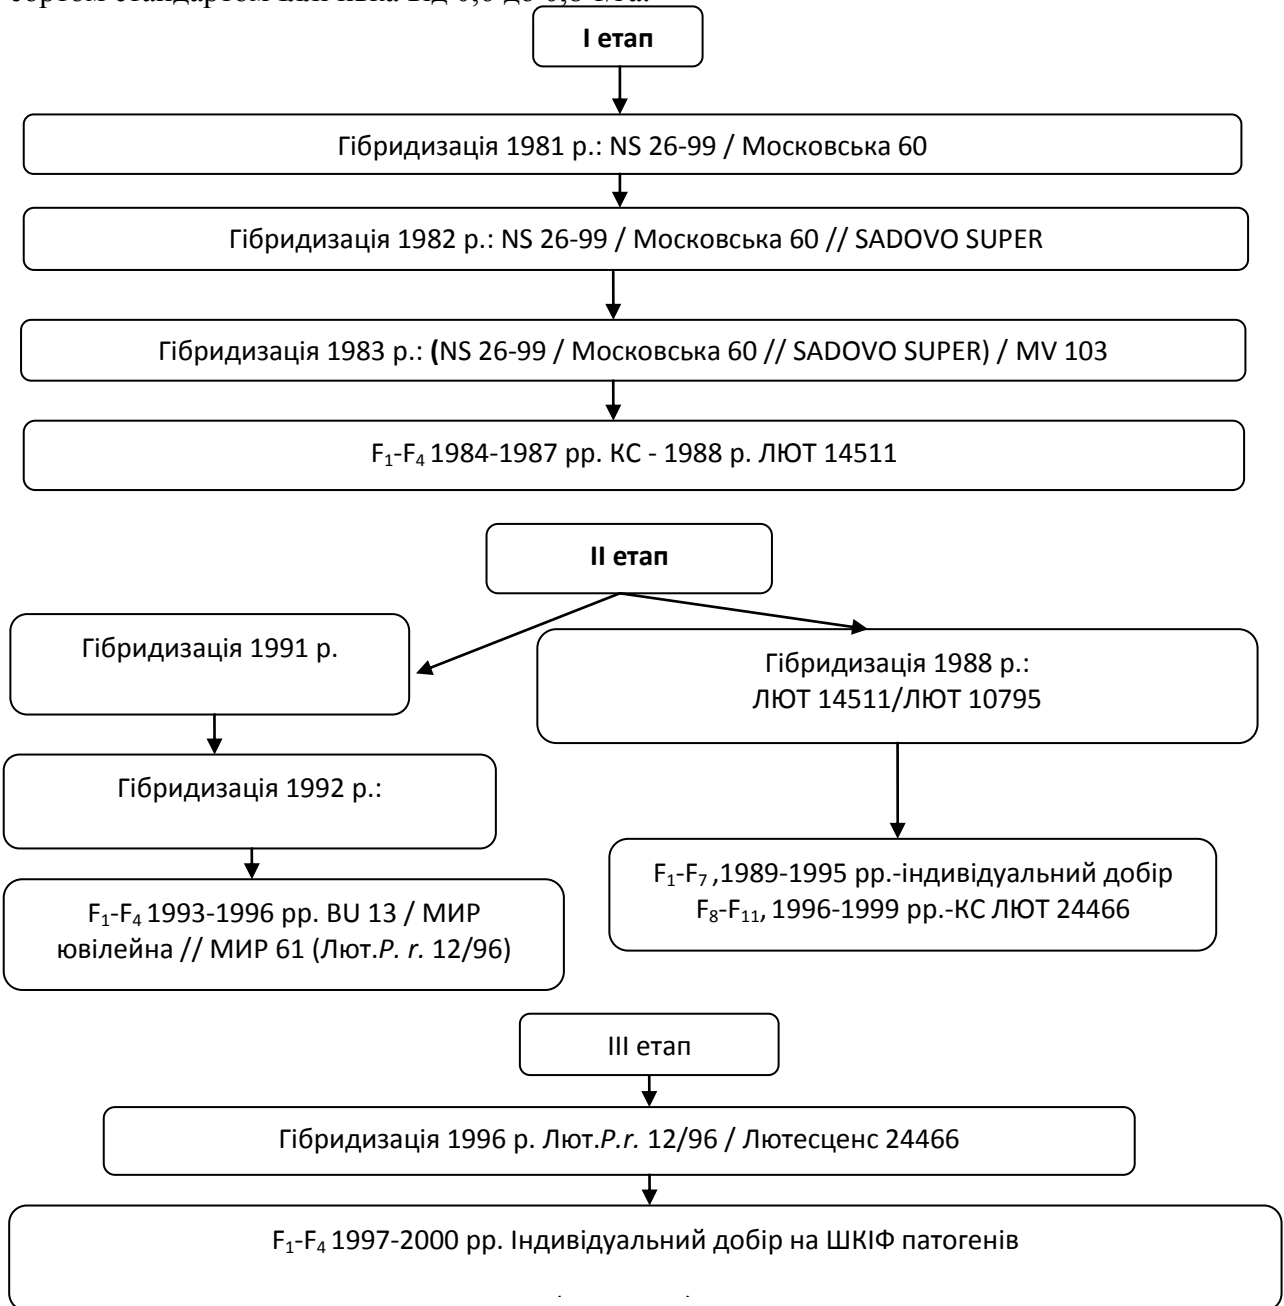 І етап
Гібридизація 1981 р.: NS 26-99 / Московська 60
Гібридизація 1982 р.: NS 26-99 / Московська 60 // SADOVO SUPER
Гібридизація 1983 р.: (NS 26-99 / Московська 60 // SADOVO SUPER) / MV 103
F₁-F₄ 1984-1987 рр. КС - 1988 р. ЛЮТ 14511
ІІ етап
Гібридизація 1991 р.
Гібридизація 1992 р.:
F₁-F₄ 1993-1996 рр. BU 13 / МИР
ювілейна // МИР 61 (Лют.P. r. 12/96)
Гібридизація 1988 р.:
ЛЮТ 14511/ЛЮТ 10795
F₁-F₇ ,1989-1995 рр.-індивідуальний добір
F₈-F₁₁, 1996-1999 рр.-КС ЛЮТ 24466
ІІІ етап
Гібридизація 1996 р. Лют.P.r. 12/96 / Лютесценс 24466
F₁-F₄ 1997-2000 рр. Індивідуальний добір на ШКІФ патогенів